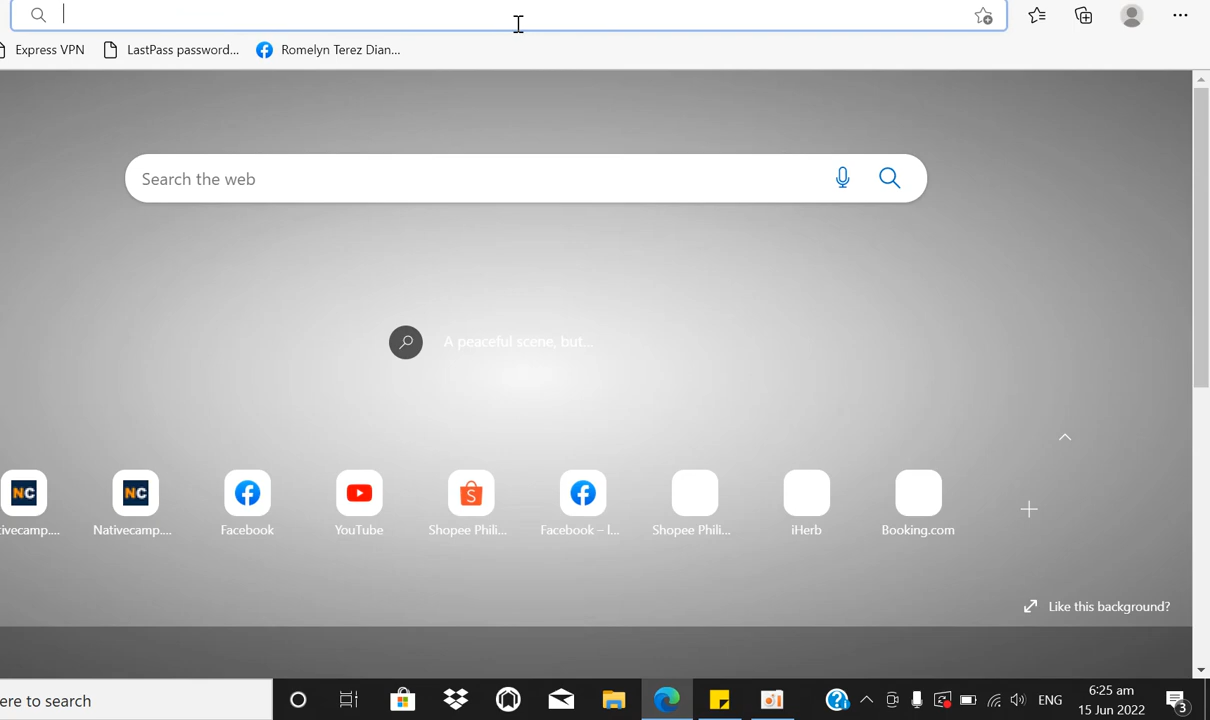 Express VPN LastPass password... Romelyn Terez Dian...
Search the web
A peaceful scene, but...
NC NC
ivecamp.... Nativecamp.... Facebook YouTube Shopee Phili... Facebook – l... Shopee Phili... iHerb Booking.com
Like this background?
ere to search ENG 6:25 am
15 Jun 2022 3